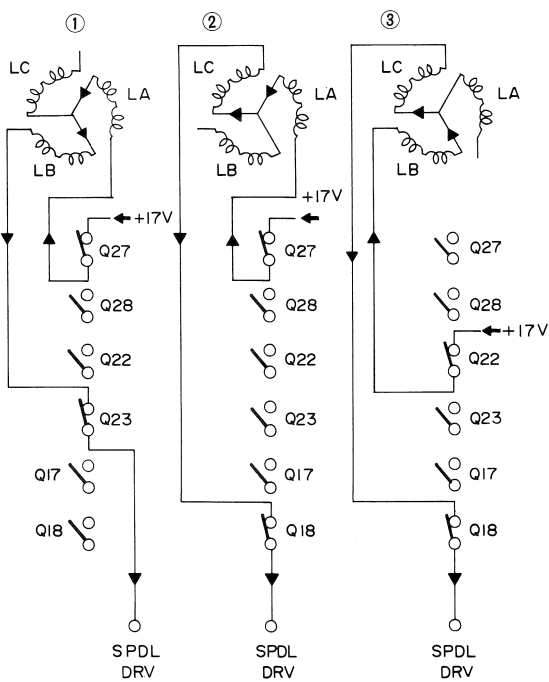 ① ② ③
LC LA LB
+17V
Q27
Q28
Q22
Q23
Q17
Q18
SPDL
DRV
LC LA LB
+17V
Q27
Q28
Q22
Q23
Q17
Q18
SPDL
DRV
LC LA LB
Q27
Q28
+17V
Q22
Q23
Q17
Q18
SPDL
DRV